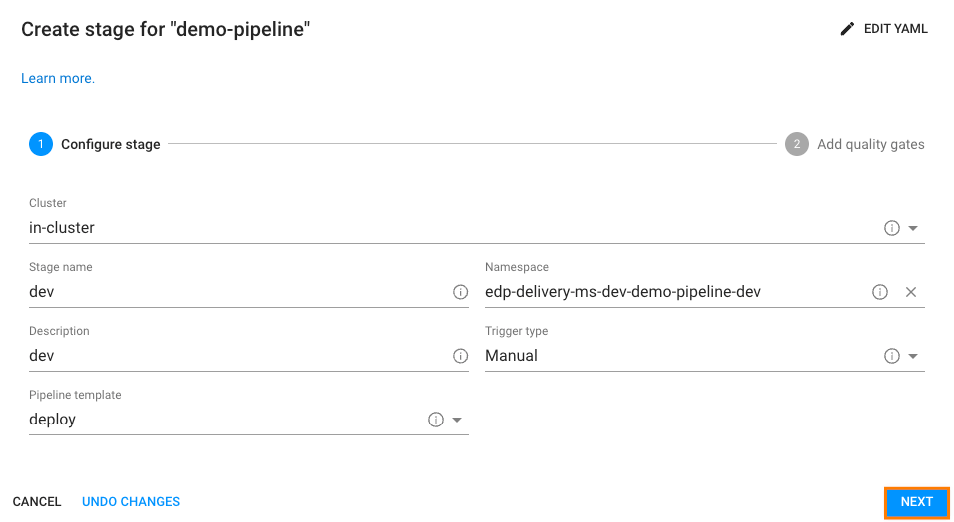 Create stage for "demo-pipeline"
EDIT YAML
Learn more.
1 Configure stage
2 Add quality gates
Cluster
in-cluster
Stage name
dev
Namespace
edp-delivery-ms-dev-demo-pipeline-dev
Description
dev
Trigger type
Manual
Pipeline template
deploy
CANCEL
UNDO CHANGES
NEXT